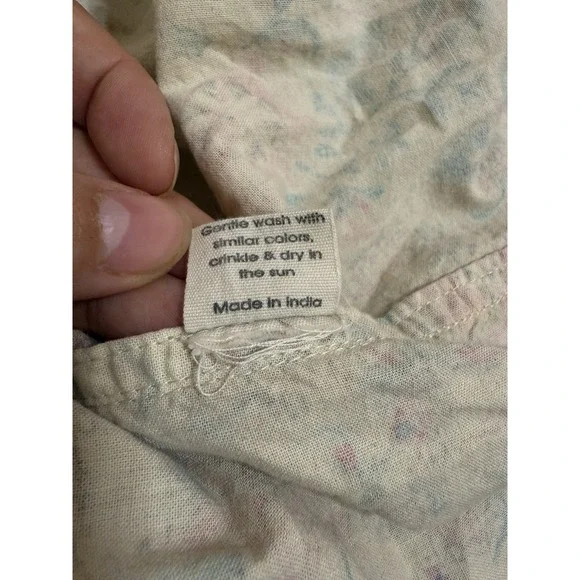 Gentle wash with
similar colors,
crinkle & dry in
the sun
Made in india